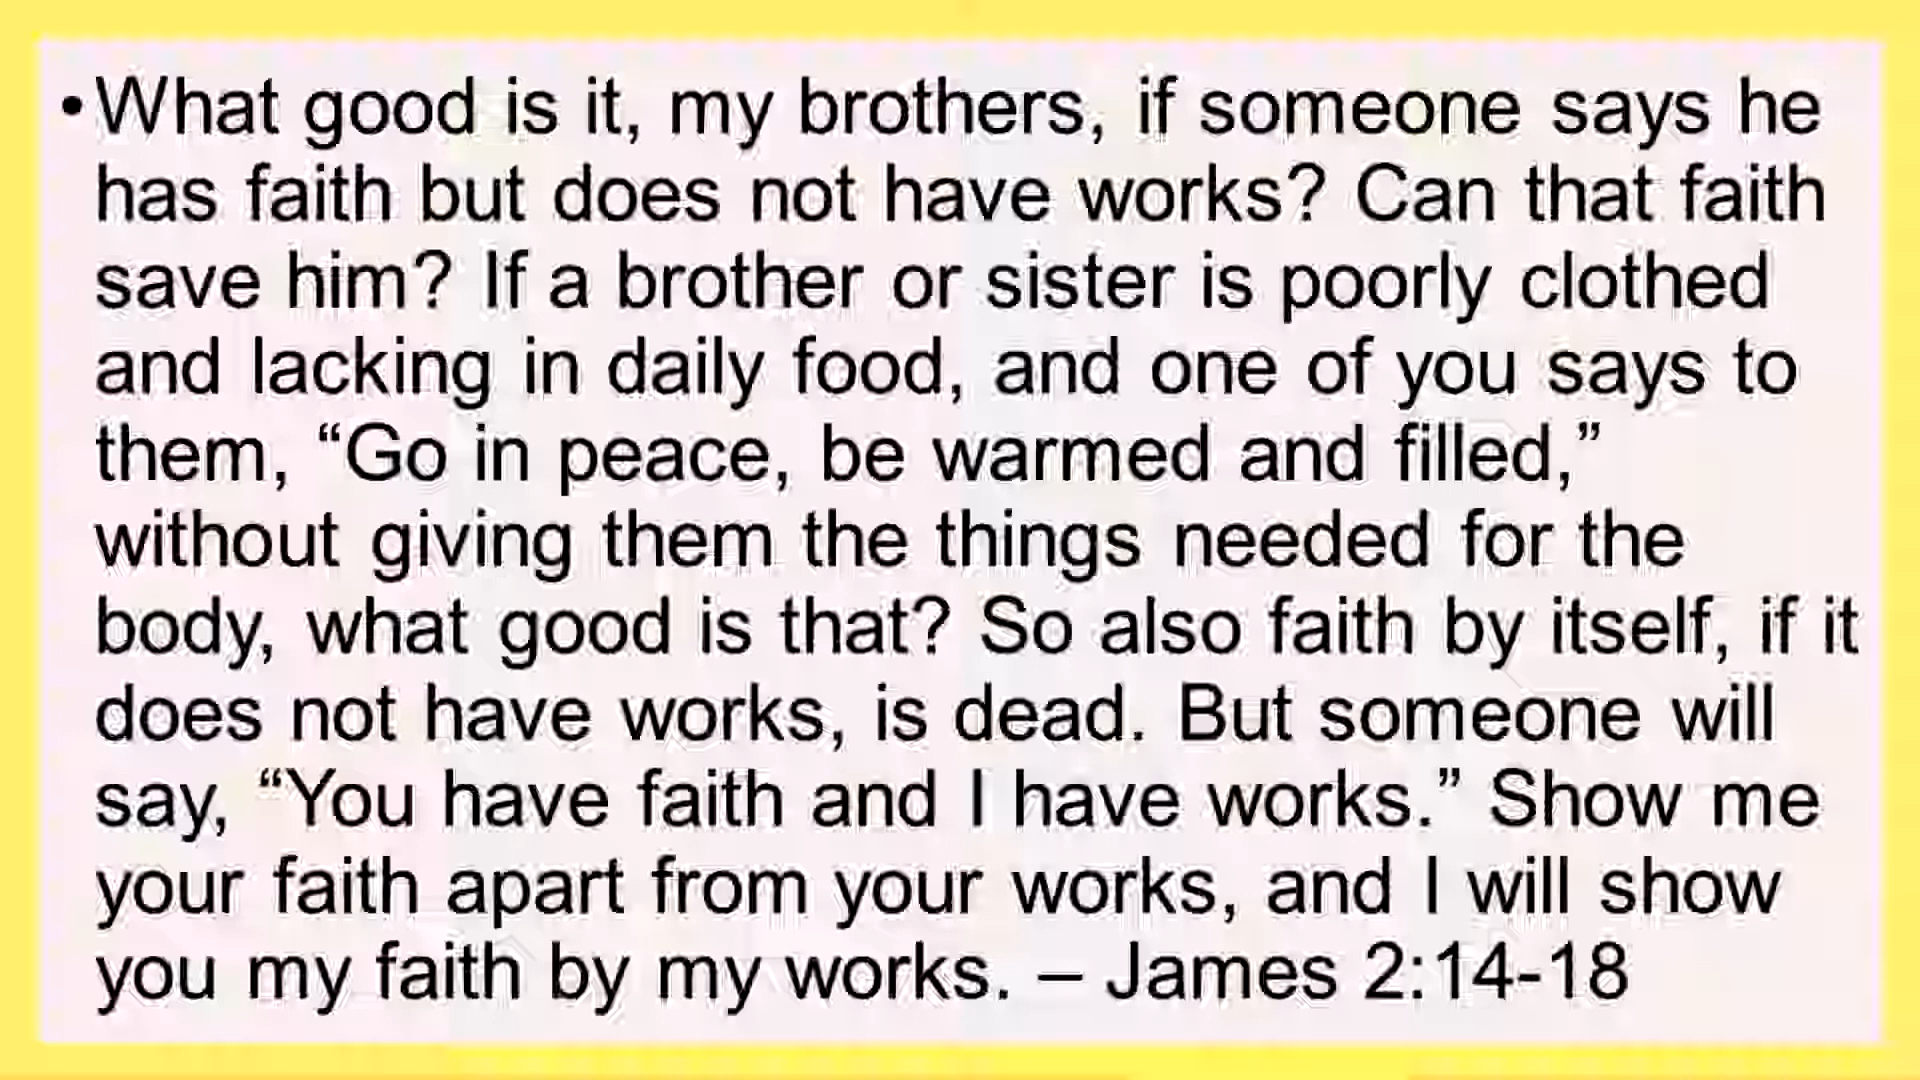 •What good is it, my brothers, if someone says he
has faith but does not have works? Can that faith
save him? If a brother or sister is poorly clothed
and lacking in daily food, and one of you says to
them, “Go in peace, be warmed and filled,”
without giving them the things needed for the
body, what good is that? So also faith by itself, if it
does not have works, is dead. But someone will
say, “You have faith and I have works.” Show me
your faith apart from your works, and I will show
you my faith by my works. – James 2:14-18